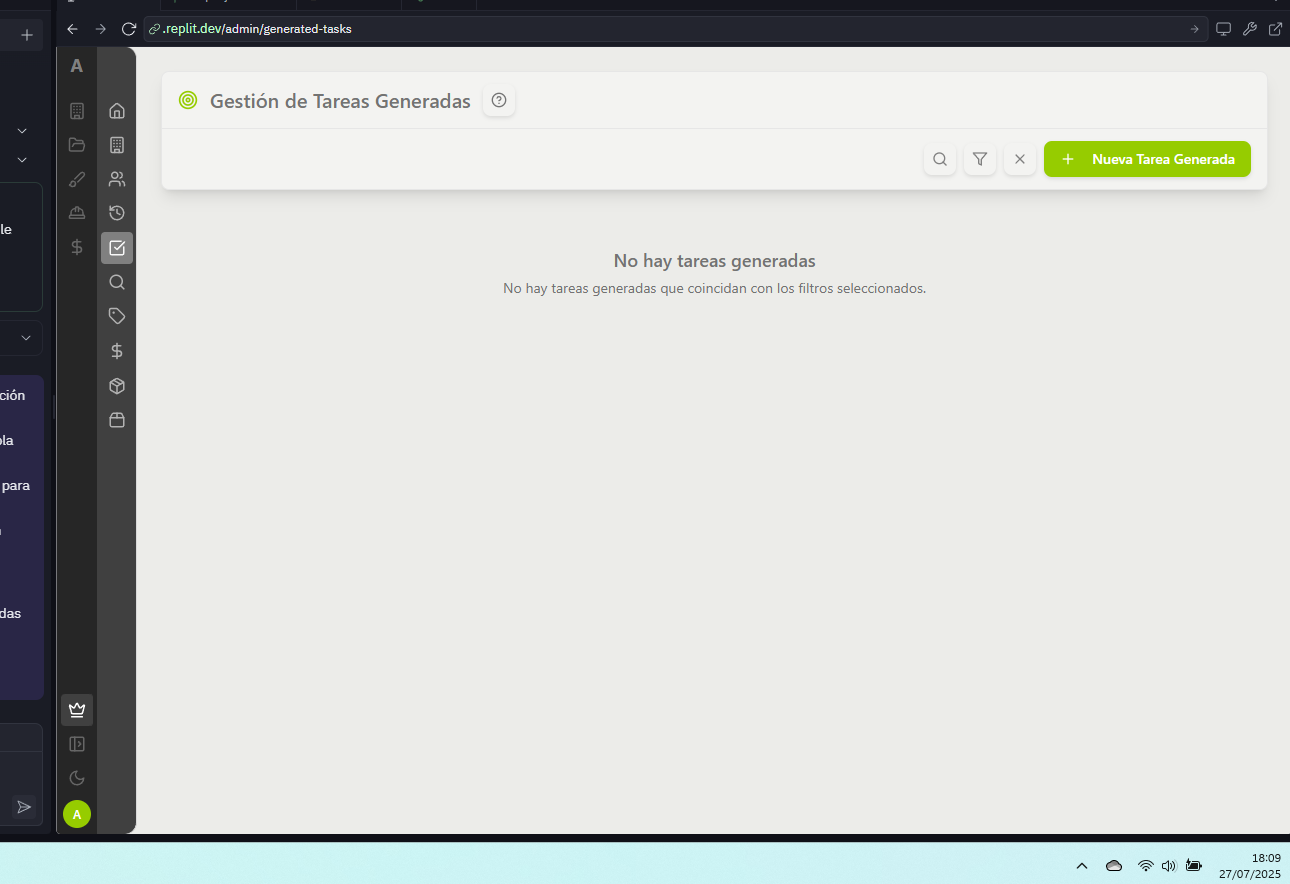 .replit.dev/admin/generated-tasks
A
Gestión de Tareas Generadas
Nueva Tarea Generada
le
No hay tareas generadas
No hay tareas generadas que coincidan con los filtros seleccionados.
ción
para
das
A
18:09
27/07/2025